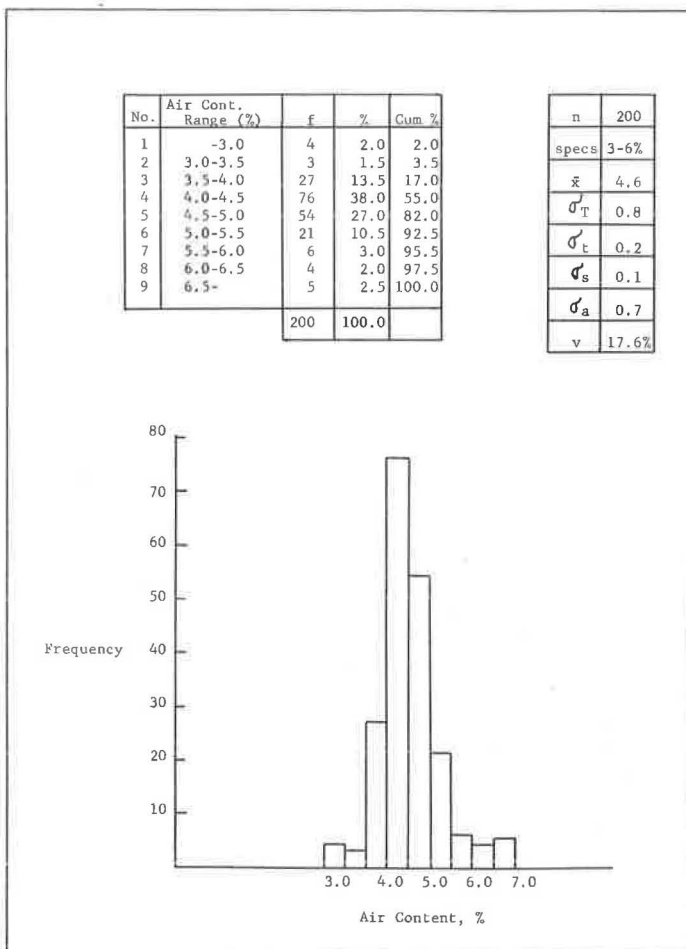 No. Air Cont. Range (%) f % Cum %
1 -3.0 4 2.0 2.0
2 3.0-3.5 3 1.5 3.5
3 3.5-4.0 27 13.5 17.0
4 4.0-4.5 76 38.0 55.0
5 4.5-5.0 54 27.0 82.0
6 5.0-5.5 21 10.5 92.5
7 5.5-6.0 6 3.0 95.5
8 6.0-6.5 4 2.0 97.5
9 6.5- 5 2.5 100.0
200 100.0
n 200
specs 3-6%
x̄ 4.6
σT 0.8
σt 0.2
σs 0.1
σa 0.7
v 17.6%
80
70
60
50
Frequency 40
30
20
10
3.0 4.0 5.0 6.0 7.0
Air Content, %